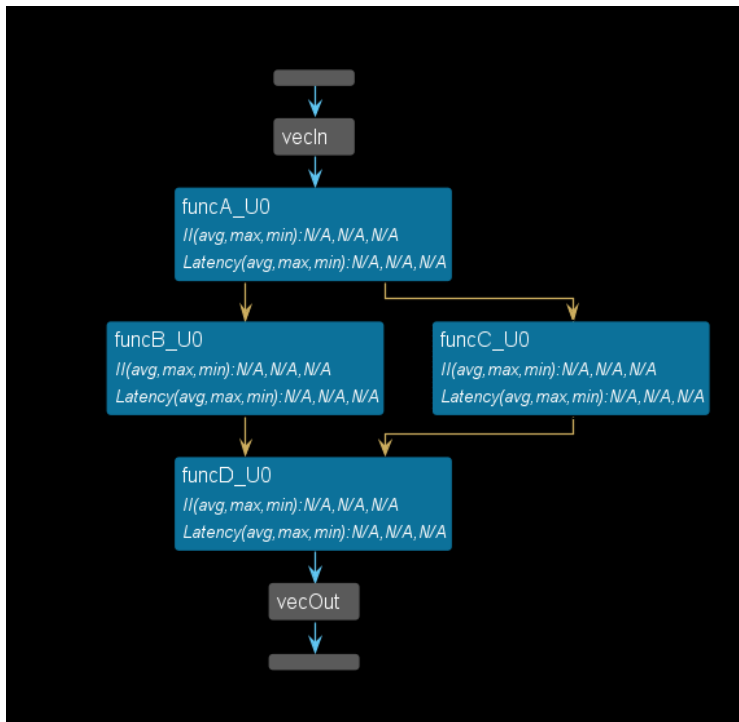 vecIn
funcA_U0
II(avg,max,min):N/A,N/A,N/A
Latency(avg,max,min):N/A,N/A,N/A
funcB_U0
II(avg,max,min):N/A,N/A,N/A
Latency(avg,max,min):N/A,N/A,N/A
funcC_U0
II(avg,max,min):N/A,N/A,N/A
Latency(avg,max,min):N/A,N/A,N/A
funcD_U0
II(avg,max,min):N/A,N/A,N/A
Latency(avg,max,min):N/A,N/A,N/A
vecOut